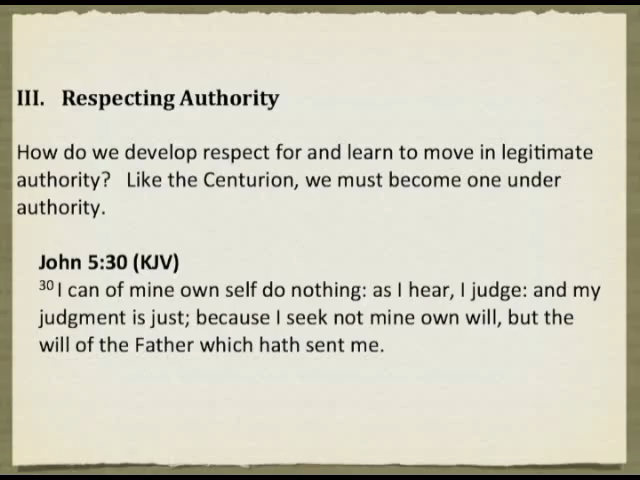 III. Respecting Authority
How do we develop respect for and learn to move in legitimate
authority? Like the Centurion, we must become one under
authority.
John 5:30 (KJV)
30 I can of mine own self do nothing: as I hear, I judge: and my
judgment is just; because I seek not mine own will, but the
will of the Father which hath sent me.